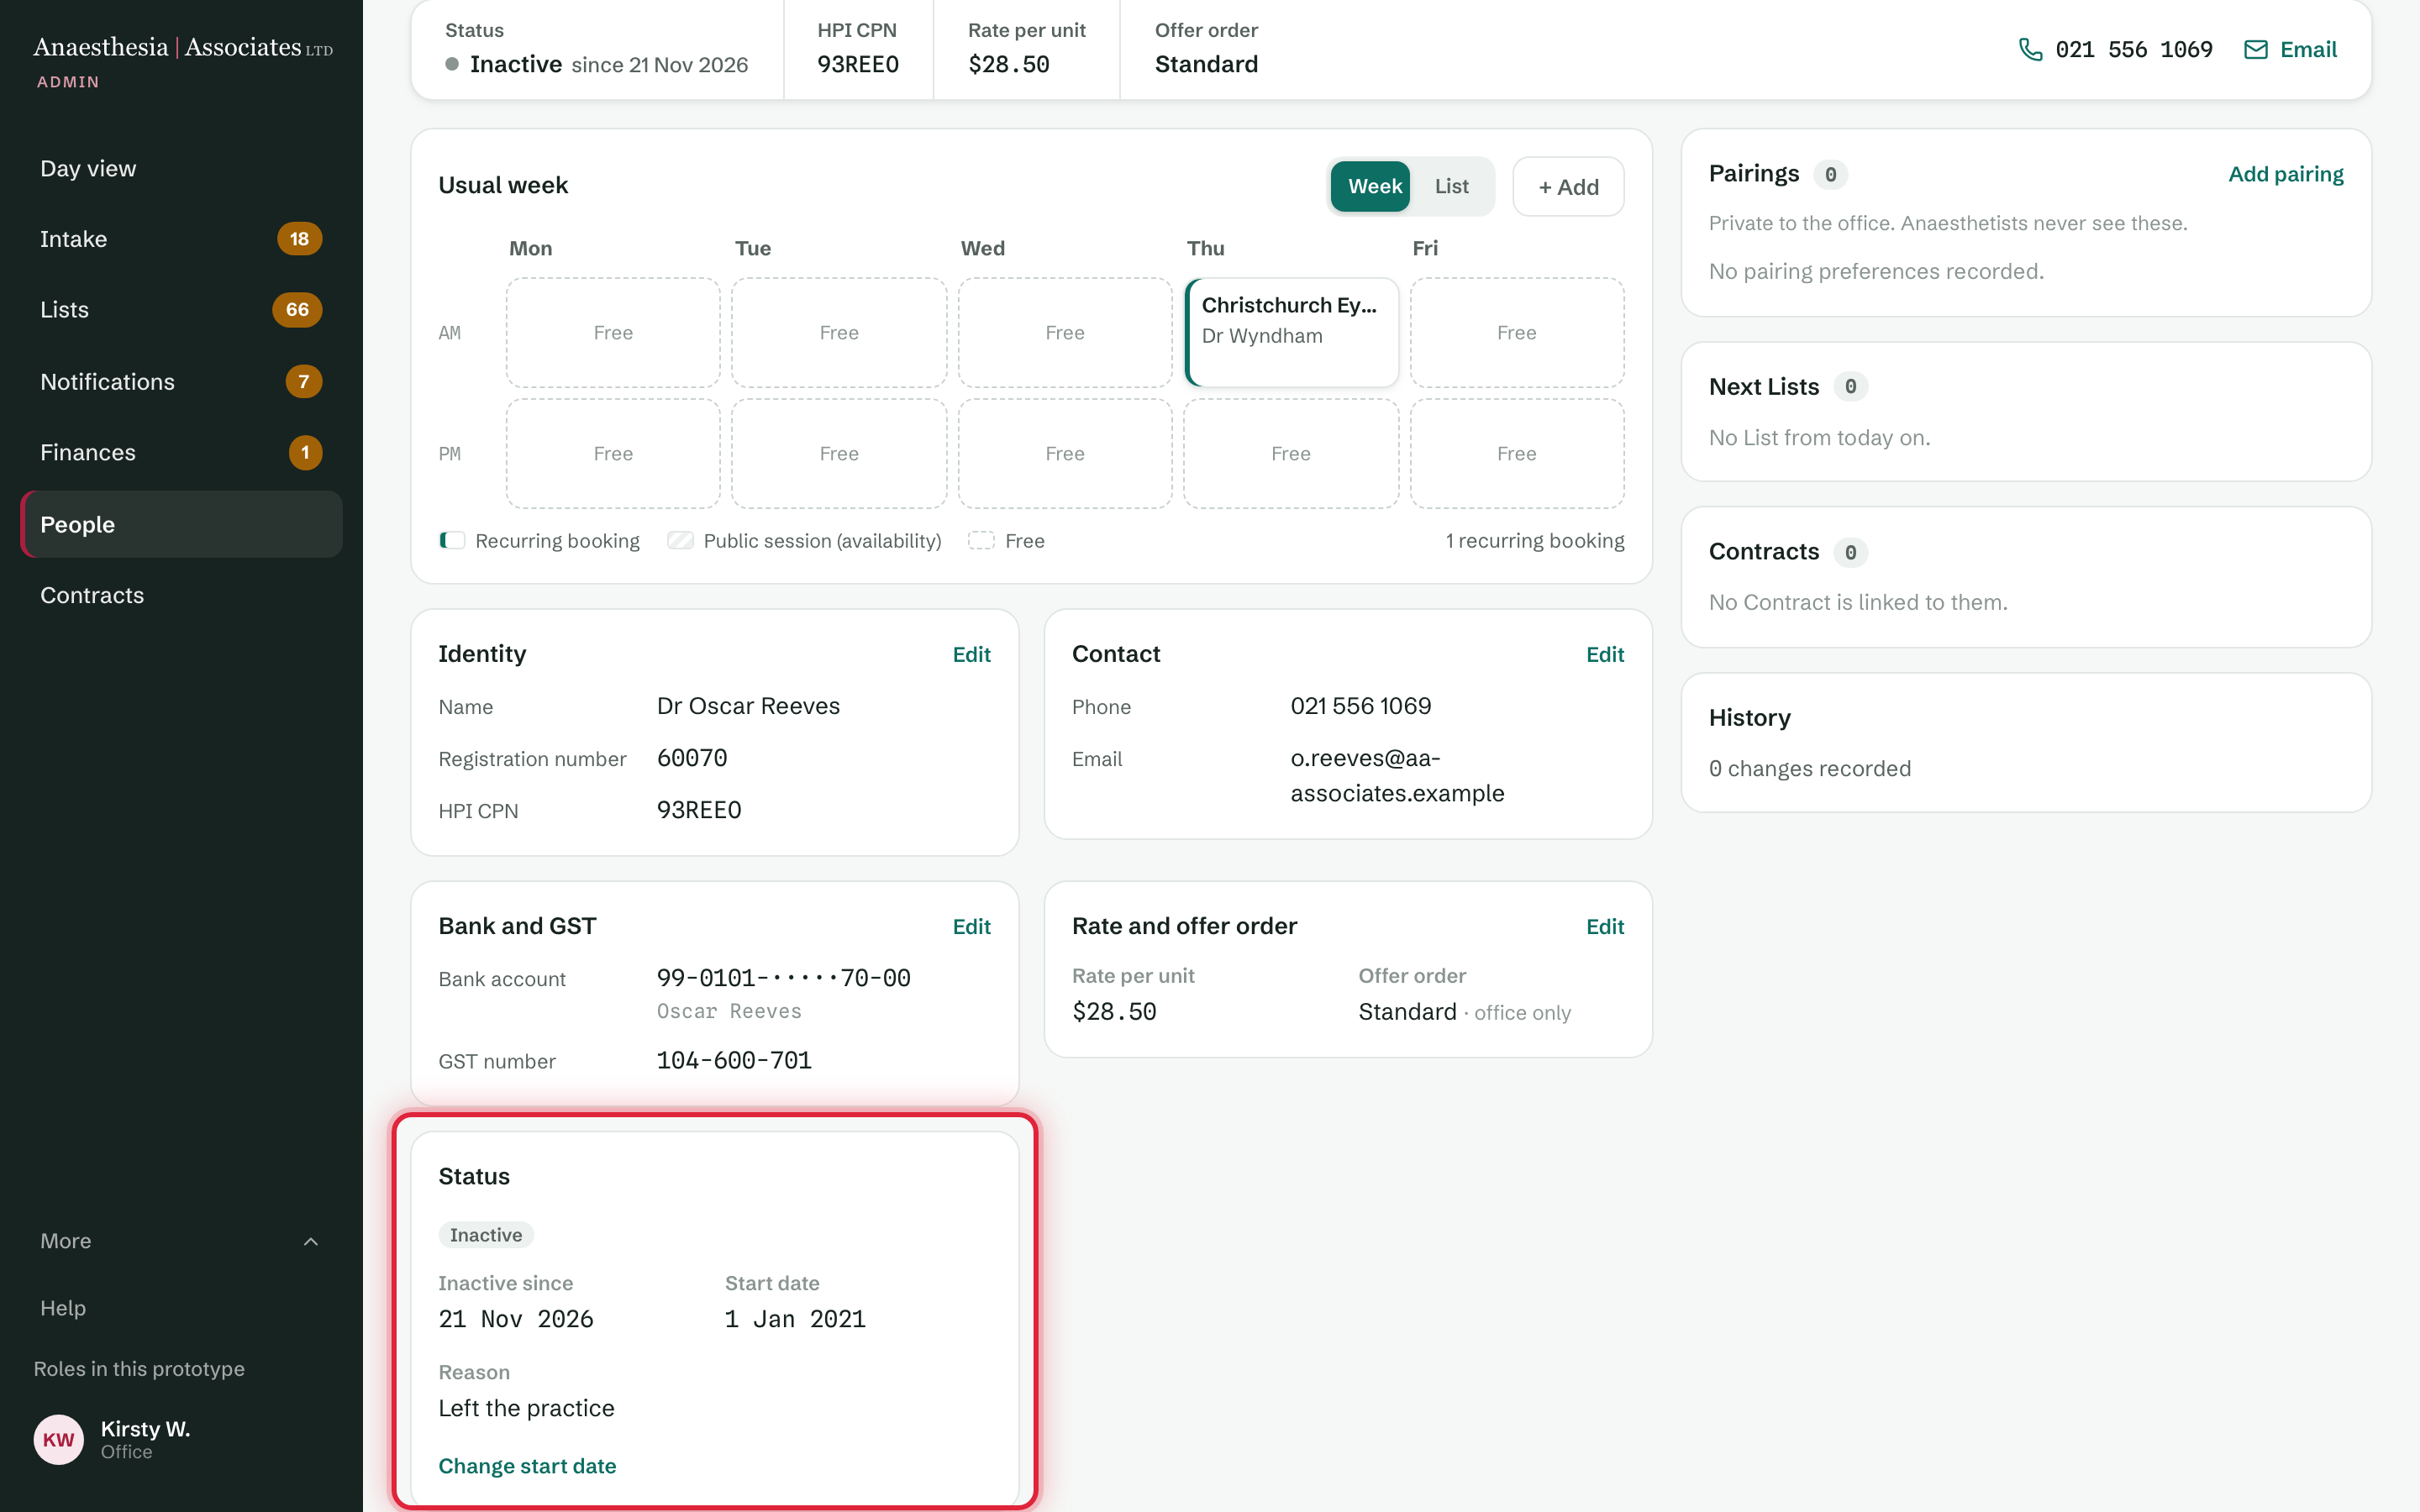 Anaesthesia | Associates LTD
ADMIN
Day view
Intake 18
Lists 66
Notifications 7
Finances 1
People
Contracts
More
Help
Roles in this prototype
KW
Kirsty W.
Office
Status
Inactive since 21 Nov 2026
HPI CPN
93REEO
Rate per unit
$28.50
Offer order
Standard
021 556 1069
Email
Usual week
Week
List
+ Add
Mon Tue Wed Thu Fri
AM
Free
Free
Free
Christchurch Ey...
Dr Wyndham
Free
PM
Free
Free
Free
Free
Free
Recurring booking
Public session (availability)
Free
1 recurring booking
Identity
Edit
Name Dr Oscar Reeves
Registration number 60070
HPI CPN 93REEO
Contact
Edit
Phone 021 556 1069
Email o.reeves@aa-
associates.example
Bank and GST
Edit
Bank account 99-0101-·····70-00
Oscar Reeves
GST number 104-600-701
Rate and offer order
Edit
Rate per unit
$28.50
Offer order
Standard · office only
Status
Inactive
Inactive since
21 Nov 2026
Start date
1 Jan 2021
Reason
Left the practice
Change start date
Pairings 0
Add pairing
Private to the office. Anaesthetists never see these.
No pairing preferences recorded.
Next Lists 0
No List from today on.
Contracts 0
No Contract is linked to them.
History
0 changes recorded